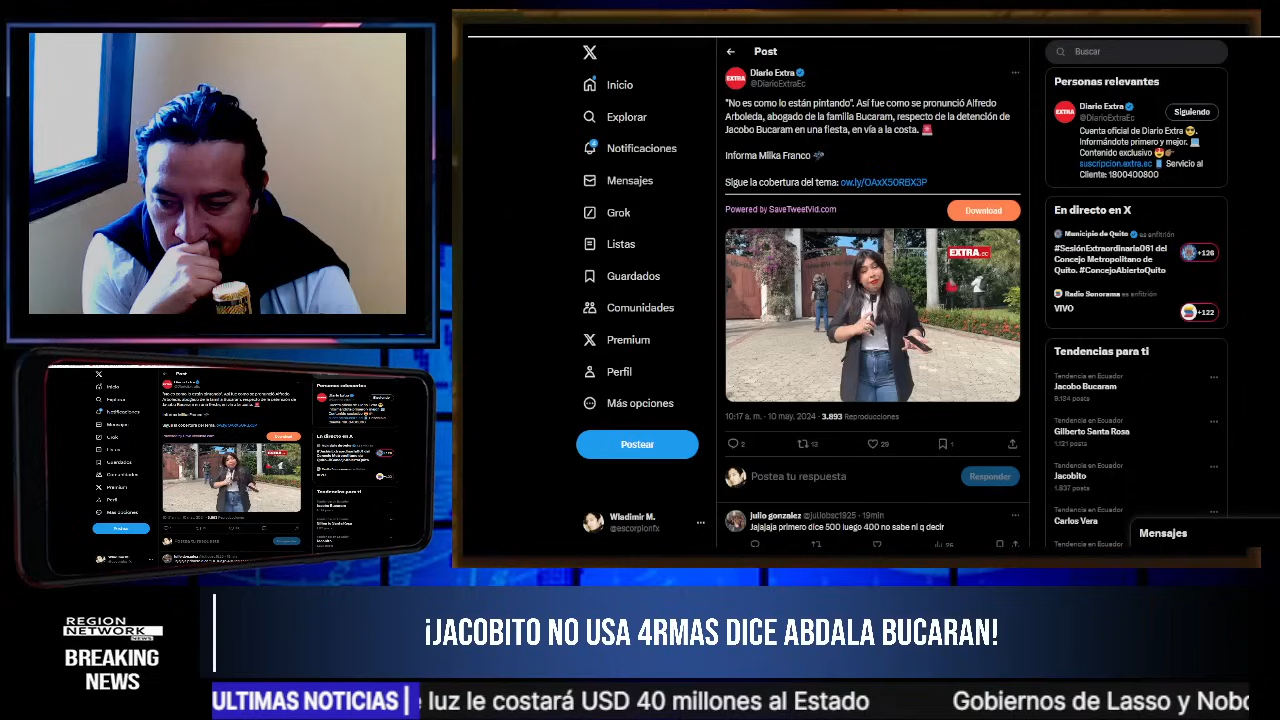 Post
Diario Extra
@DiarioExtraEc
"No es como lo están pintando". Así fue como se pronunció Alfredo
Arboleda, abogado de la familia Bucaram, respecto de la detención de
Jacobo Bucaram en una fiesta, en vía a la costa. 🚨
Informa Milka Franco
Sigue la cobertura del tema: ow.ly/OAxX50RBX3P
Powered by SaveTweetVid.com
Download
EXTRA.EC
10:17 a. m. · 10 may. 2024 · 3.893 Reproducciones
2
13
29
1
Postea tu respuesta
Responder
julio gonzalez @juliobsc1925 · 19min
Jajajaja primero dice 500 luego 400 no sabe ni q decir
26
Inicio
Explorar
Notificaciones
Mensajes
Grok
Listas
Guardados
Comunidades
Premium
Perfil
Más opciones
Postear
Wladimir M.
@escorpionfx
Buscar
Personas relevantes
Diario Extra
@DiarioExtraEc
Siguiendo
Cuenta oficial de Diario Extra 😎.
Informándote primero y mejor.
Contenido exclusivo
suscripcion.extra.ec Servicio al
Cliente: 1800400800
En directo en X
Municipio de Quito es anfitrión
#SesiónExtraordinaria061 del
Concejo Metropolitano de
Quito. #ConcejoAbiertoQuito
+126
Radio Sonorama es anfitrión
VIVO
+122
Tendencias para ti
Tendencia en Ecuador
Jacobo Bucaram
9.134 posts
Tendencia en Ecuador
Gilberto Santa Rosa
1.121 posts
Tendencia en Ecuador
Jacobito
1.837 posts
Tendencia en Ecuador
Carlos Vera
Tendencia en Ecuador
Mensajes
REGION
NETWORK
NEWS
BREAKING
NEWS
¡JACOBITO NO USA 4RMAS DICE ABDALA BUCARAN!
ULTIMAS NOTICIAS | luz le costará USD 40 millones al Estado Gobiernos de Lasso y Nobo